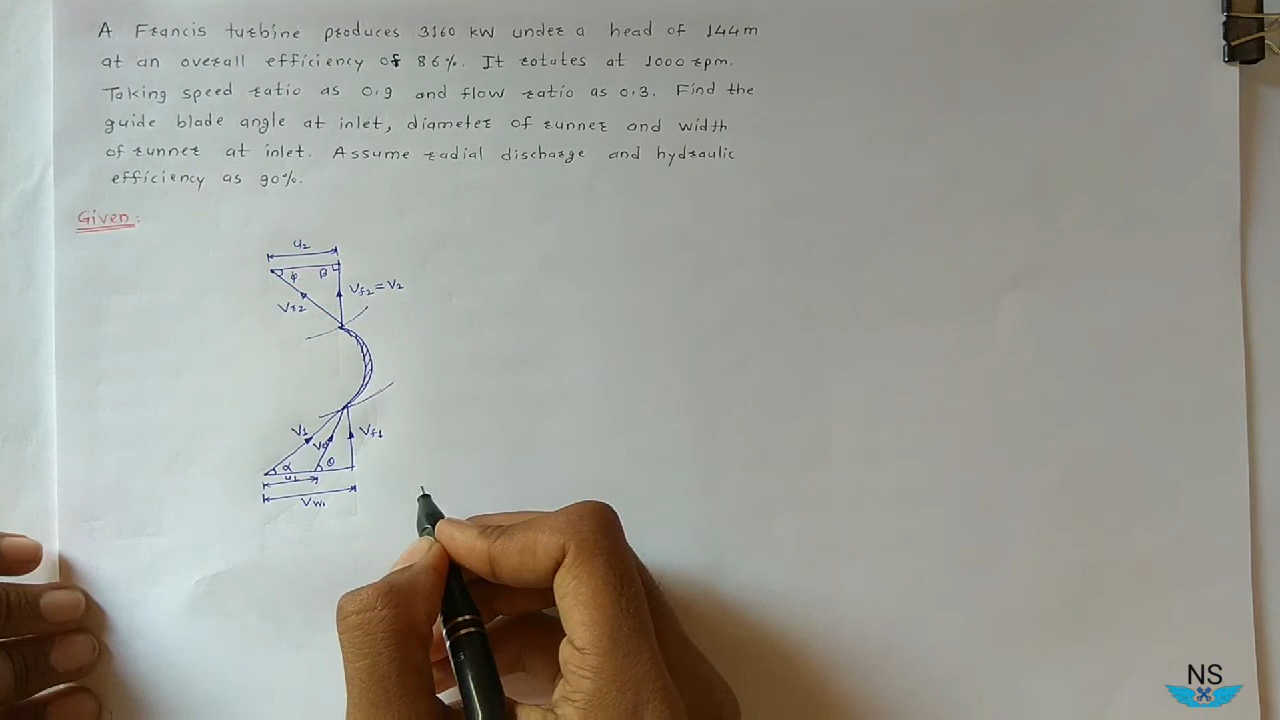 A Francis turbine produces 3160 kW under a head of 144m
at an overall efficiency of 86%. It rotates at 1000 rpm.
Taking speed ratio as 0.9 and flow ratio as 0.3. Find the
guide blade angle at inlet, diameter of runner and width
of runner at inlet. Assume radial discharge and hydraulic
efficiency as 90%.
Given:
u2
φ β
Vf2 = V2
Vr2
V1
Vf1
α θ
u1
Vw1
NS